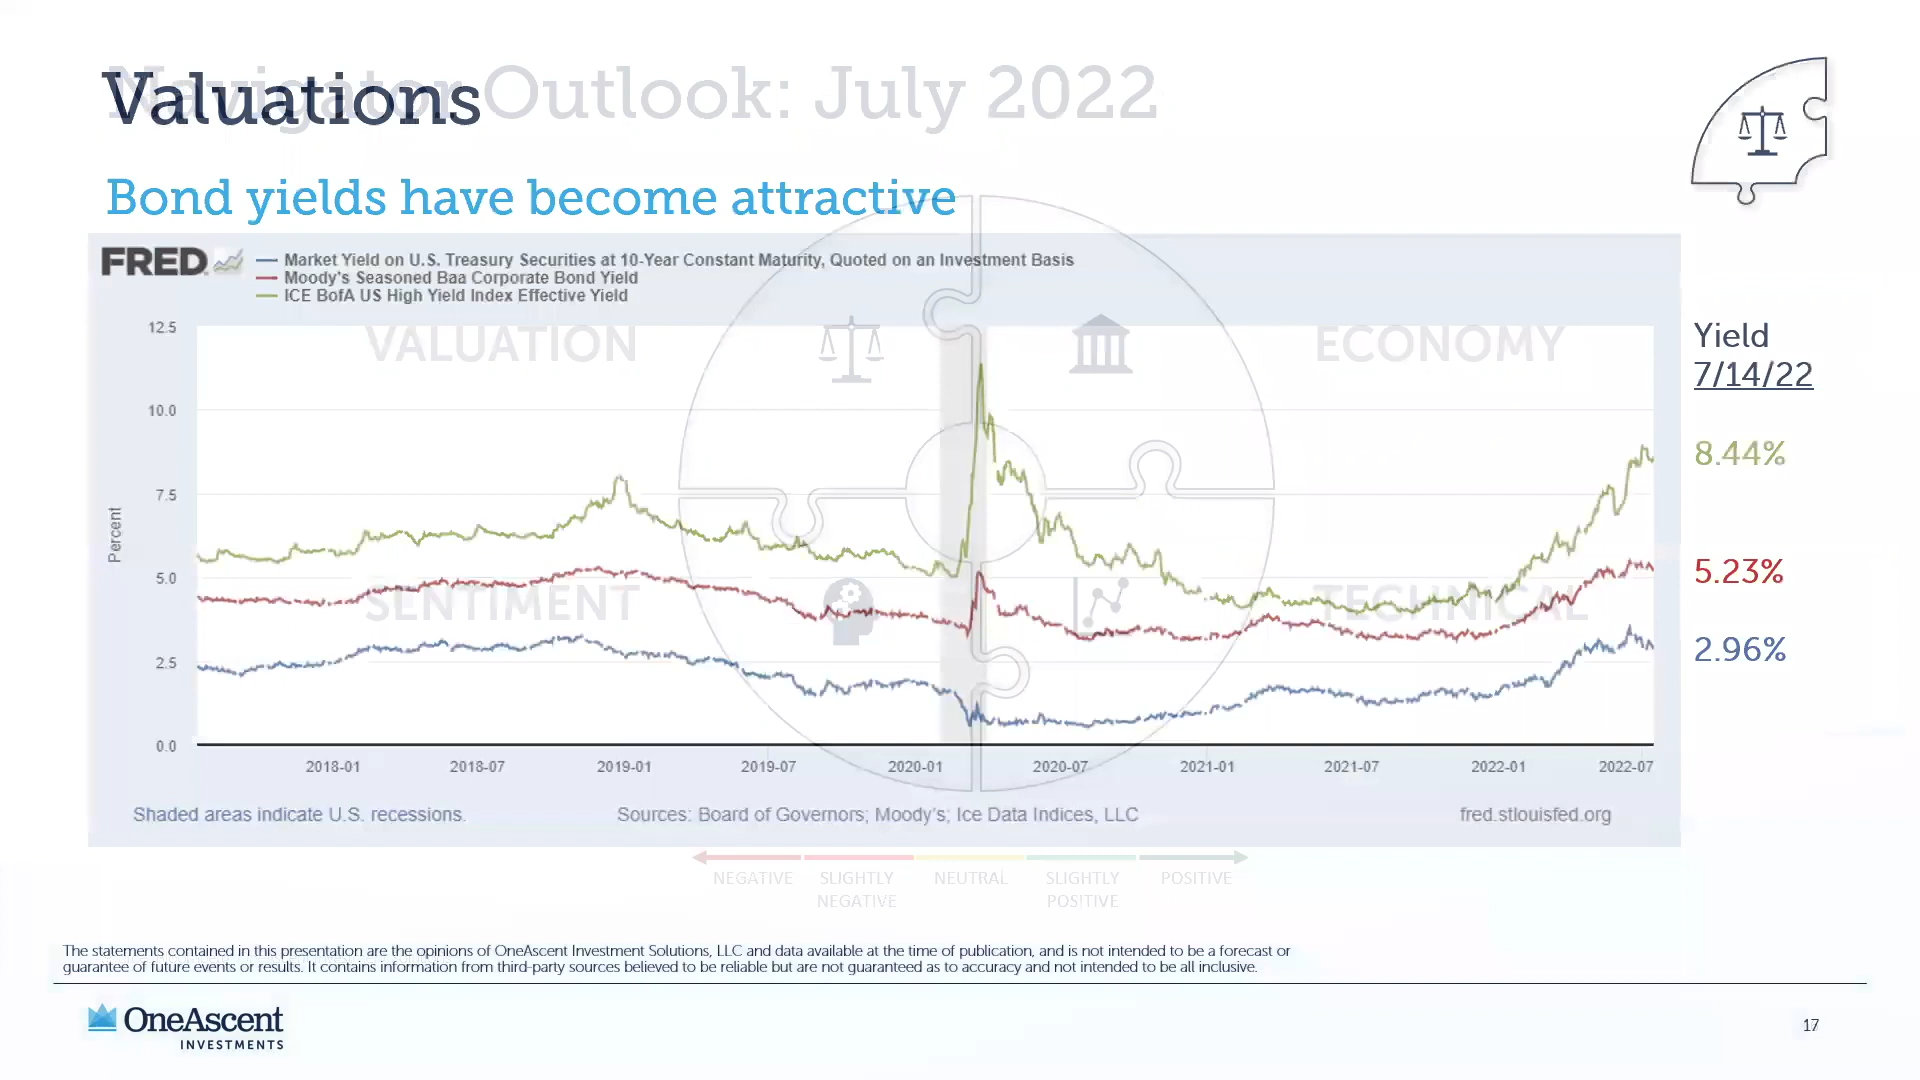 Valuations
Navigator Outlook: July 2022
Bond yields have become attractive
FRED
Market Yield on U.S. Treasury Securities at 10-Year Constant Maturity, Quoted on an Investment Basis
Moody's Seasoned Baa Corporate Bond Yield
ICE BofA US High Yield Index Effective Yield
VALUATION
ECONOMY
SENTIMENT
TECHNICAL
Percent
12.5
10.0
7.5
5.0
2.5
0.0
2018-01 2018-07 2019-01 2019-07 2020-01 2020-07 2021-01 2021-07 2022-01 2022-07
Shaded areas indicate U.S. recessions. Sources: Board of Governors; Moody's; Ice Data Indices, LLC fred.stlouisfed.org
Yield
7/14/22
8.44%
5.23%
2.96%
NEGATIVE SLIGHTLY NEUTRAL SLIGHTLY POSITIVE
NEGATIVE POSITIVE
The statements contained in this presentation are the opinions of OneAscent Investment Solutions, LLC and data available at the time of publication, and is not intended to be a forecast or
guarantee of future events or results. It contains information from third-party sources believed to be reliable but are not guaranteed as to accuracy and not intended to be all inclusive.
OneAscent
INVESTMENTS
17